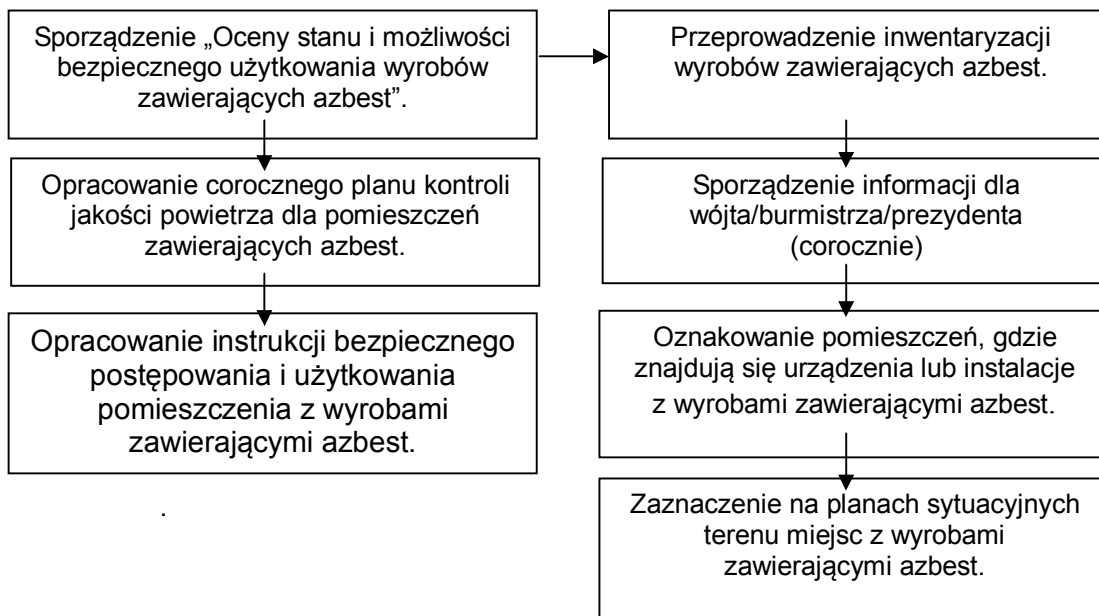 Sporządzenie „Oceny stanu i możliwości
bezpiecznego użytkowania wyrobów
zawierających azbest”.
Przeprowadzenie inwentaryzacji
wyrobów zawierających azbest.
Opracowanie corocznego planu kontroli
jakości powietrza dla pomieszczeń
zawierających azbest.
Sporządzenie informacji dla
wójta/burmistrza/prezydenta
(corocznie)
Opracowanie instrukcji bezpiecznego
postępowania i użytkowania
pomieszczenia z wyrobami
zawierającymi azbest.
Oznakowanie pomieszczeń, gdzie
znajdują się urządzenia lub instalacje
z wyrobami zawierającymi azbest.
.
Zaznaczenie na planach sytuacyjnych
terenu miejsc z wyrobami
zawierającymi azbest.